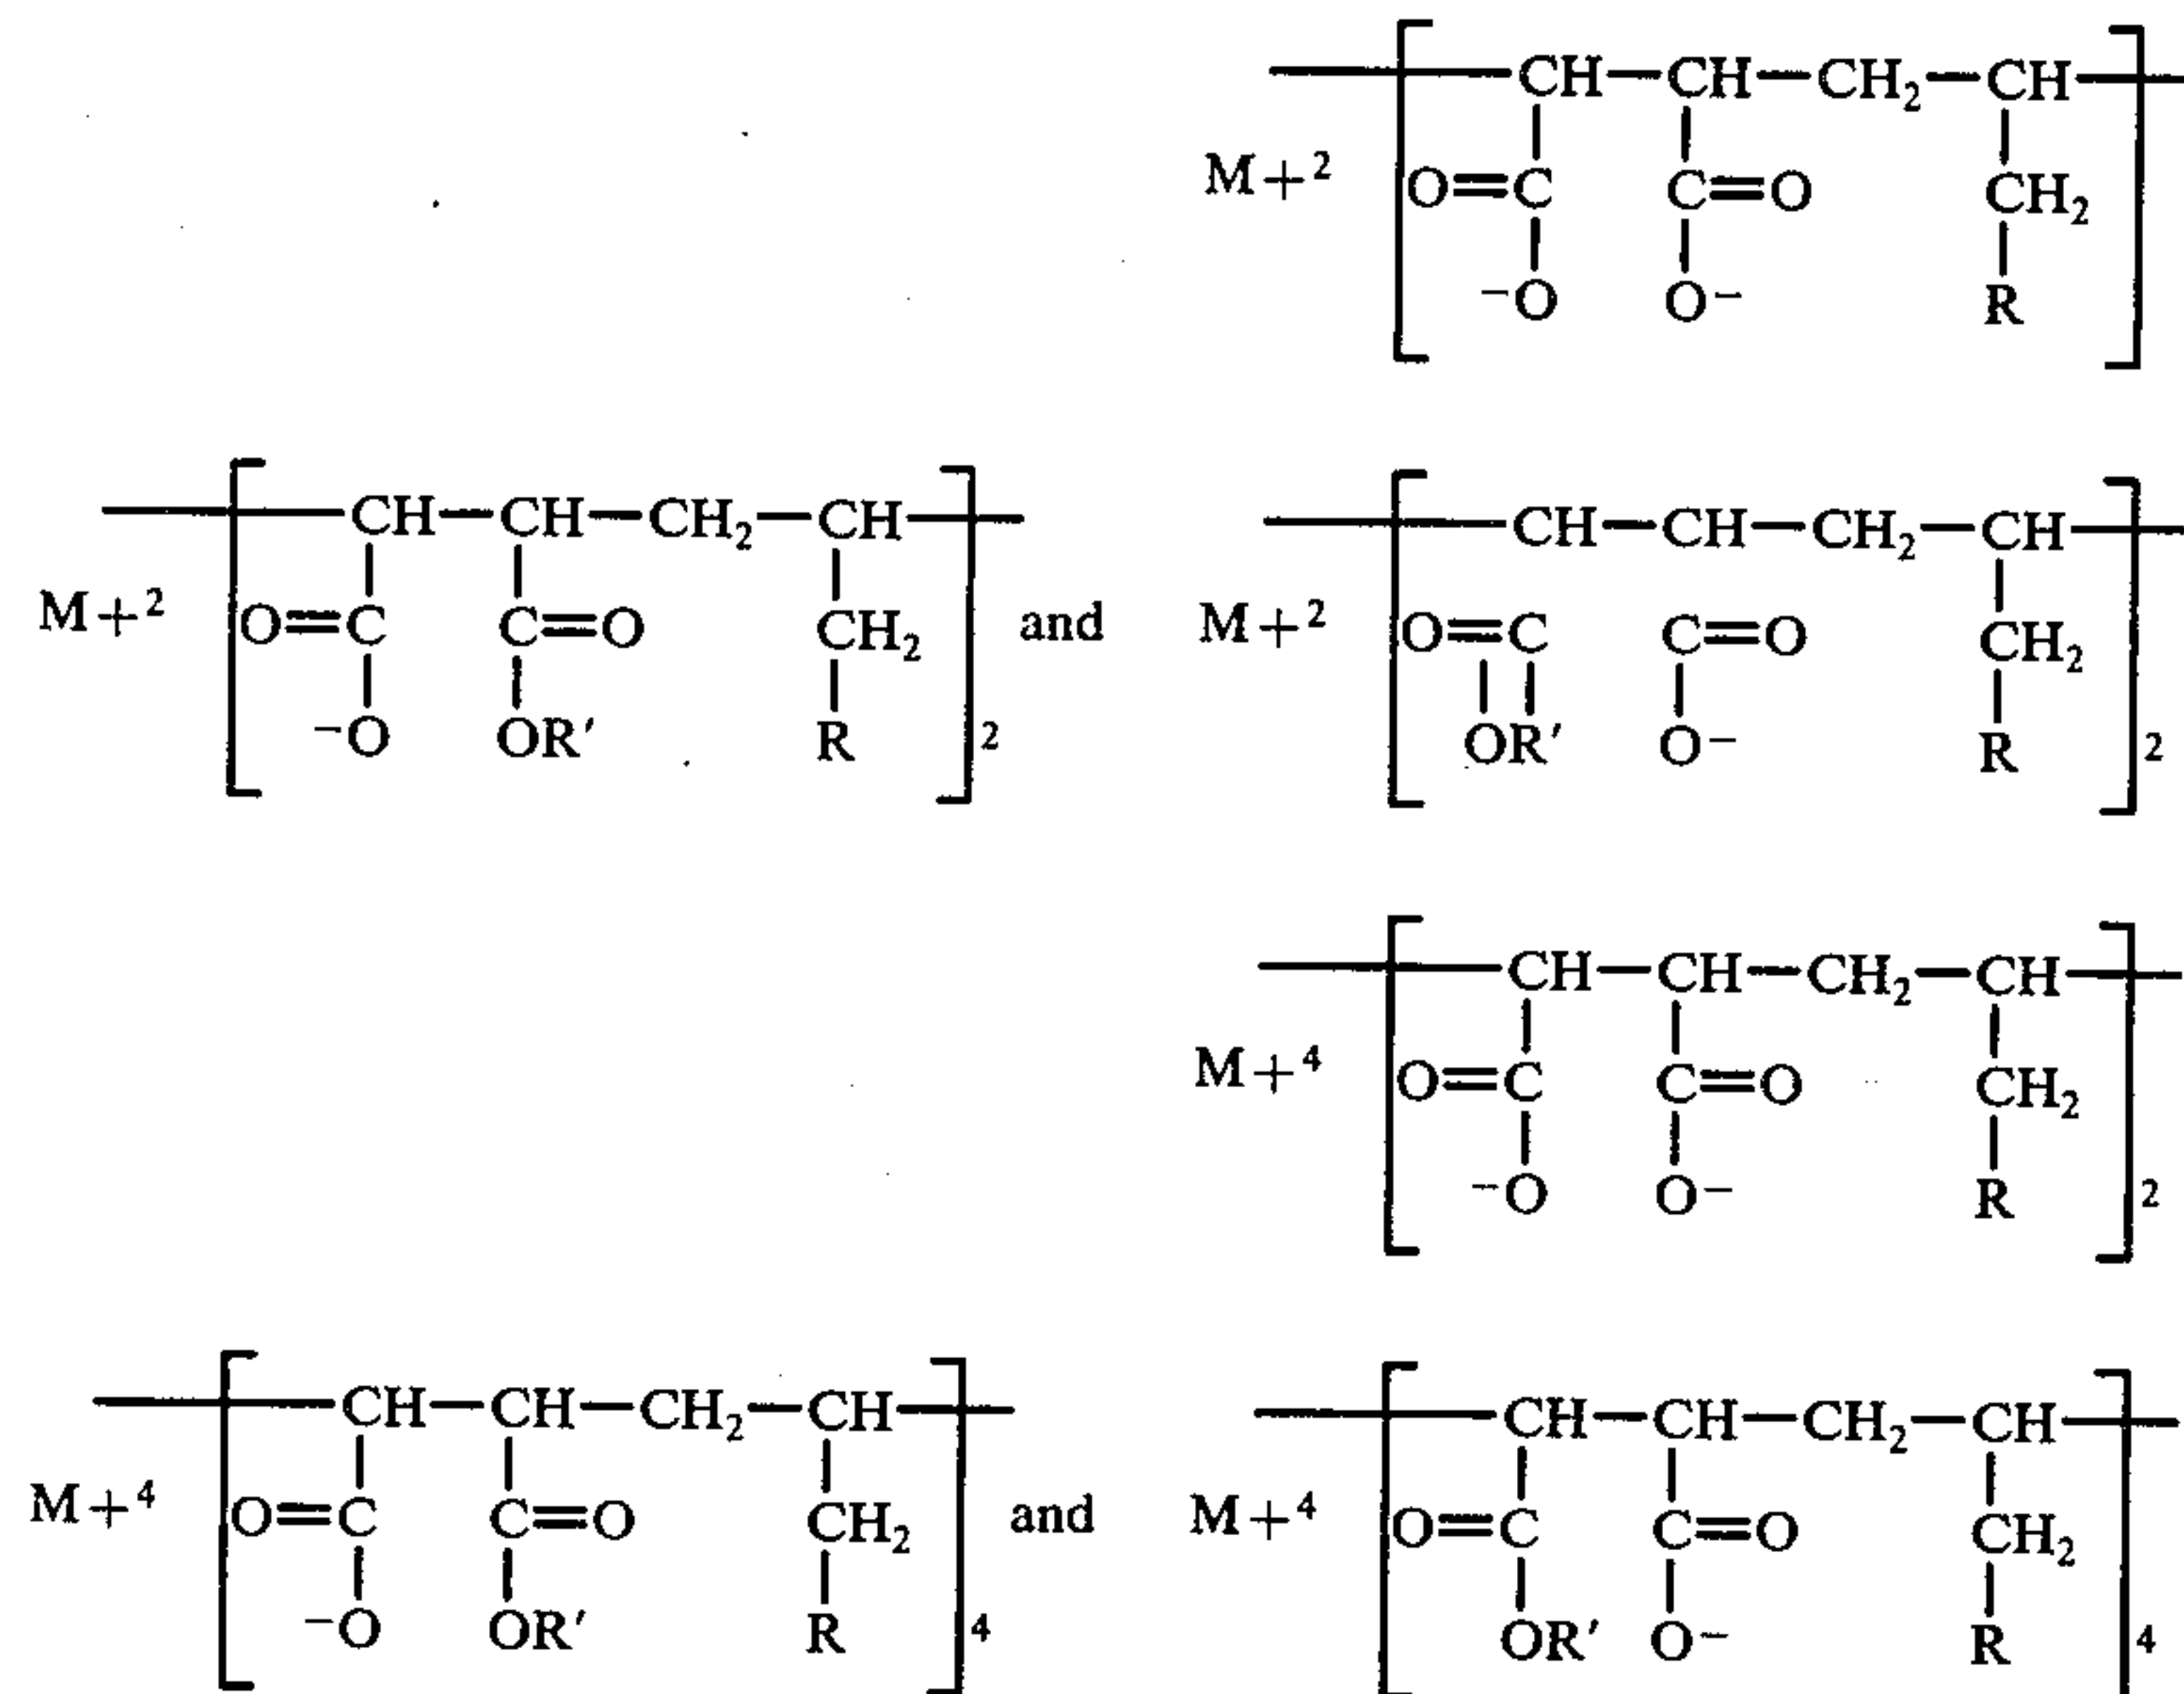 CH—CH—CH₂—CH
M+² O=C C=O CH₂
⁻O O⁻ R
CH—CH—CH₂—CH CH—CH—CH₂—CH
M+² O=C C=O CH₂ and M+² O=C C=O CH₂
⁻O OR′ R 2 OR′ O⁻ R 2
CH—CH—CH₂—CH
M+⁴ O=C C=O CH₂
⁻O O⁻ R 2
CH—CH—CH₂—CH CH—CH—CH₂—CH
M+⁴ O=C C=O CH₂ and M+⁴ O=C C=O CH₂
⁻O OR′ R 4 OR′ O⁻ R 4